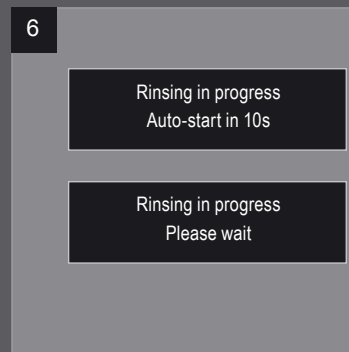 6
Rinsing in progress
Auto-start in 10s
Rinsing in progress
Please wait